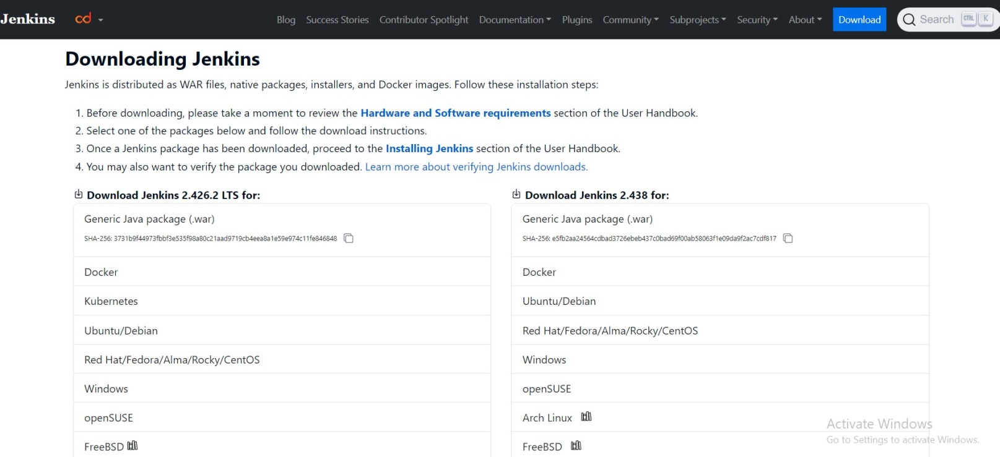 Jenkins cd Blog Success Stories Contributor Spotlight Documentation Plugins Community Subprojects Security About Download Search CTRL K
Downloading Jenkins
Jenkins is distributed as WAR files, native packages, installers, and Docker images. Follow these installation steps:
1. Before downloading, please take a moment to review the Hardware and Software requirements section of the User Handbook.
2. Select one of the packages below and follow the download instructions.
3. Once a Jenkins package has been downloaded, proceed to the Installing Jenkins section of the User Handbook.
4. You may also want to verify the package you downloaded. Learn more about verifying Jenkins downloads.
Download Jenkins 2.426.2 LTS for:
Generic Java package (.war)
SHA-256: 3731b9f44973fbbf3e535f98a80c21aad9719cb4eea8a1e59e974c11fe846848
Docker
Kubernetes
Ubuntu/Debian
Red Hat/Fedora/Alma/Rocky/CentOS
Windows
openSUSE
FreeBSD
Download Jenkins 2.438 for:
Generic Java package (.war)
SHA-256: e5fb2aa24564cdbad3726ebeb437c0bad69f00ab58063f1e09da9f2ac7cdf817
Docker
Ubuntu/Debian
Red Hat/Fedora/Alma/Rocky/CentOS
Windows
openSUSE
Arch Linux
FreeBSD
Activate Windows
Go to Settings to activate Windows.